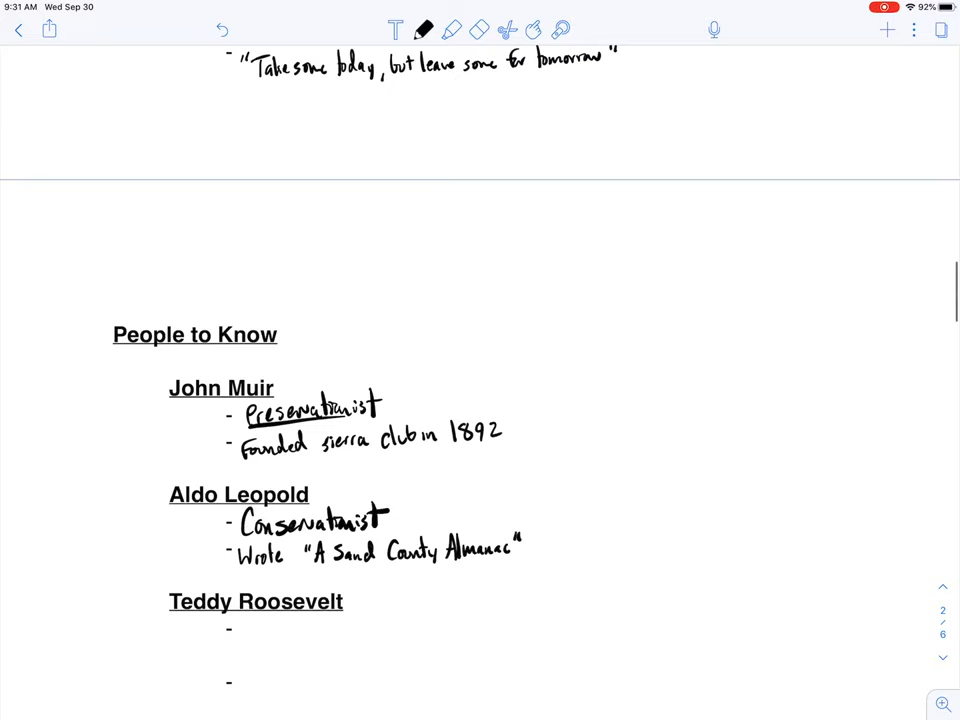 9:31 AM Wed Sep 30 92%
- "Take some today, but leave some for tomorrow"
People to Know
John Muir
- Preservationist
- Founded sierra club in 1892
Aldo Leopold
- Conservationist
- Wrote "A Sand County Almanac"
Teddy Roosevelt
-
-
2
/
6